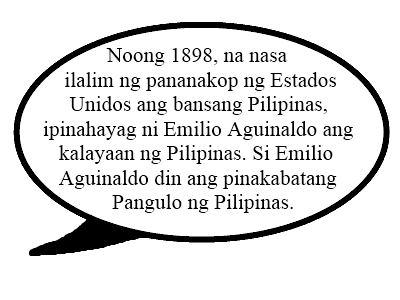 Noong 1898, na nasa
ilalim ng pananakop ng Estados
Unidos ang bansang Pilipinas,
ipinahayag ni Emilio Aguinaldo ang
kalayaan ng Pilipinas. Si Emilio
Aguinaldo din ang pinakabatang
Pangulo ng Pilipinas.